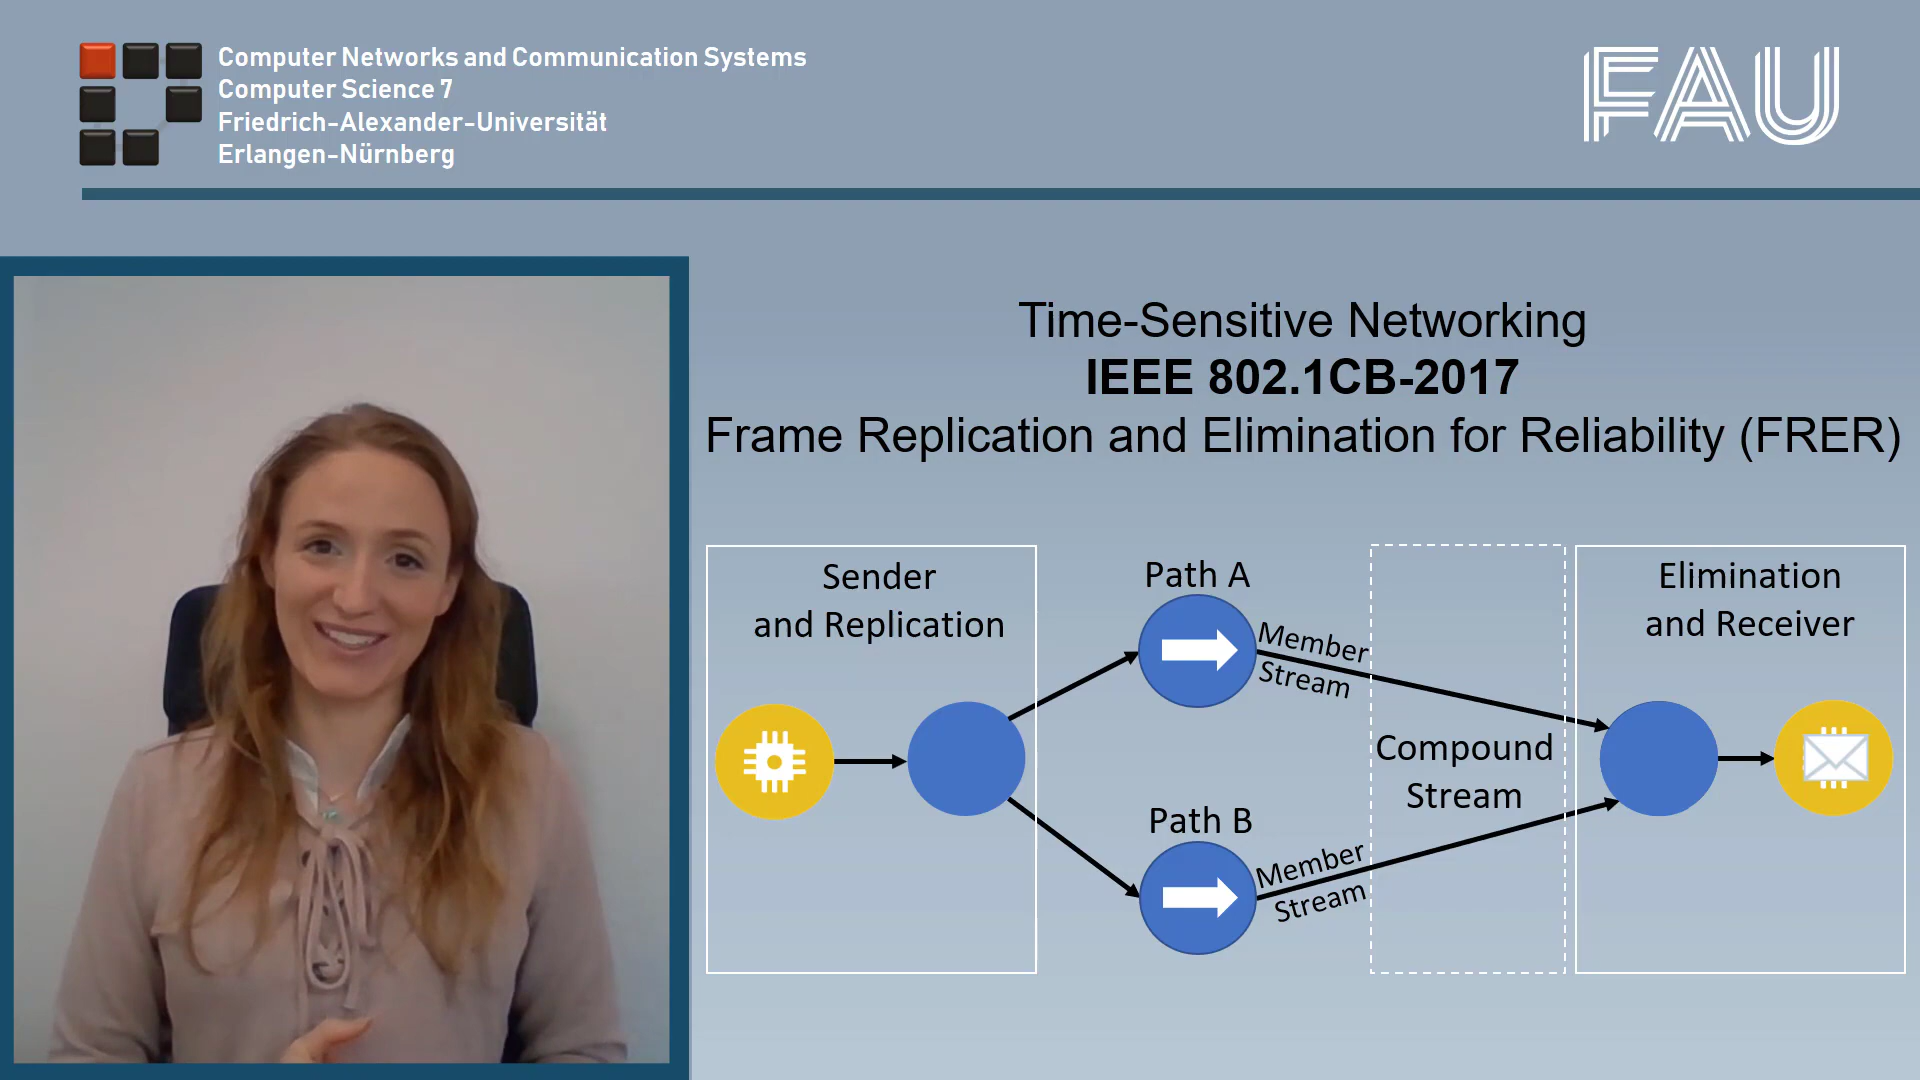 Computer Networks and Communication Systems
Computer Science 7
Friedrich-Alexander-Universität
Erlangen-Nürnberg
FAU
Time-Sensitive Networking
IEEE 802.1CB-2017
Frame Replication and Elimination for Reliability (FRER)
Sender
and Replication
Path A
Member
Stream
Path B
Member
Stream
Compound
Stream
Elimination
and Receiver